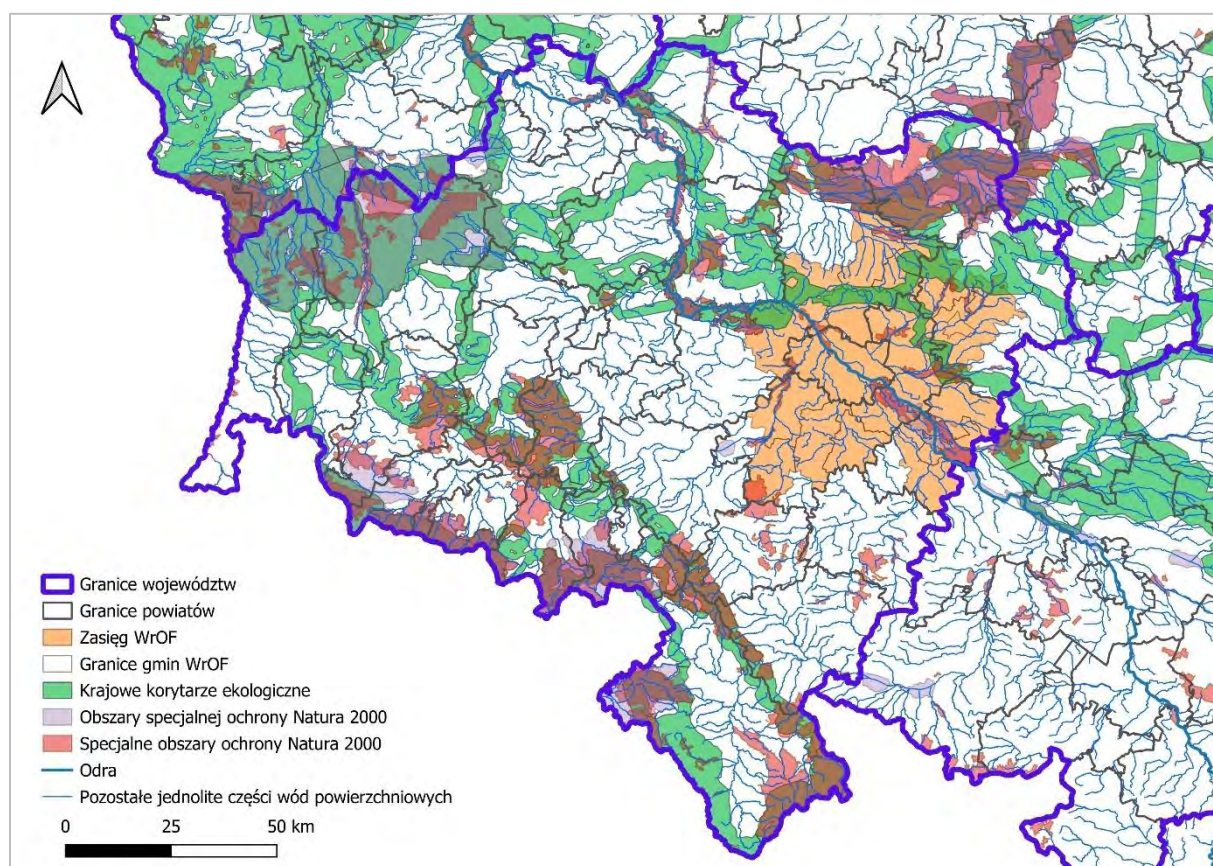 Granice województw
Granice powiatów
Zasięg WrOF
Granice gmin WrOF
Krajowe korytarze ekologiczne
Obszary specjalnej ochrony Natura 2000
Specjalne obszary ochrony Natura 2000
Odra
Pozostałe jednolite części wód powierzchniowych
0 25 50 km